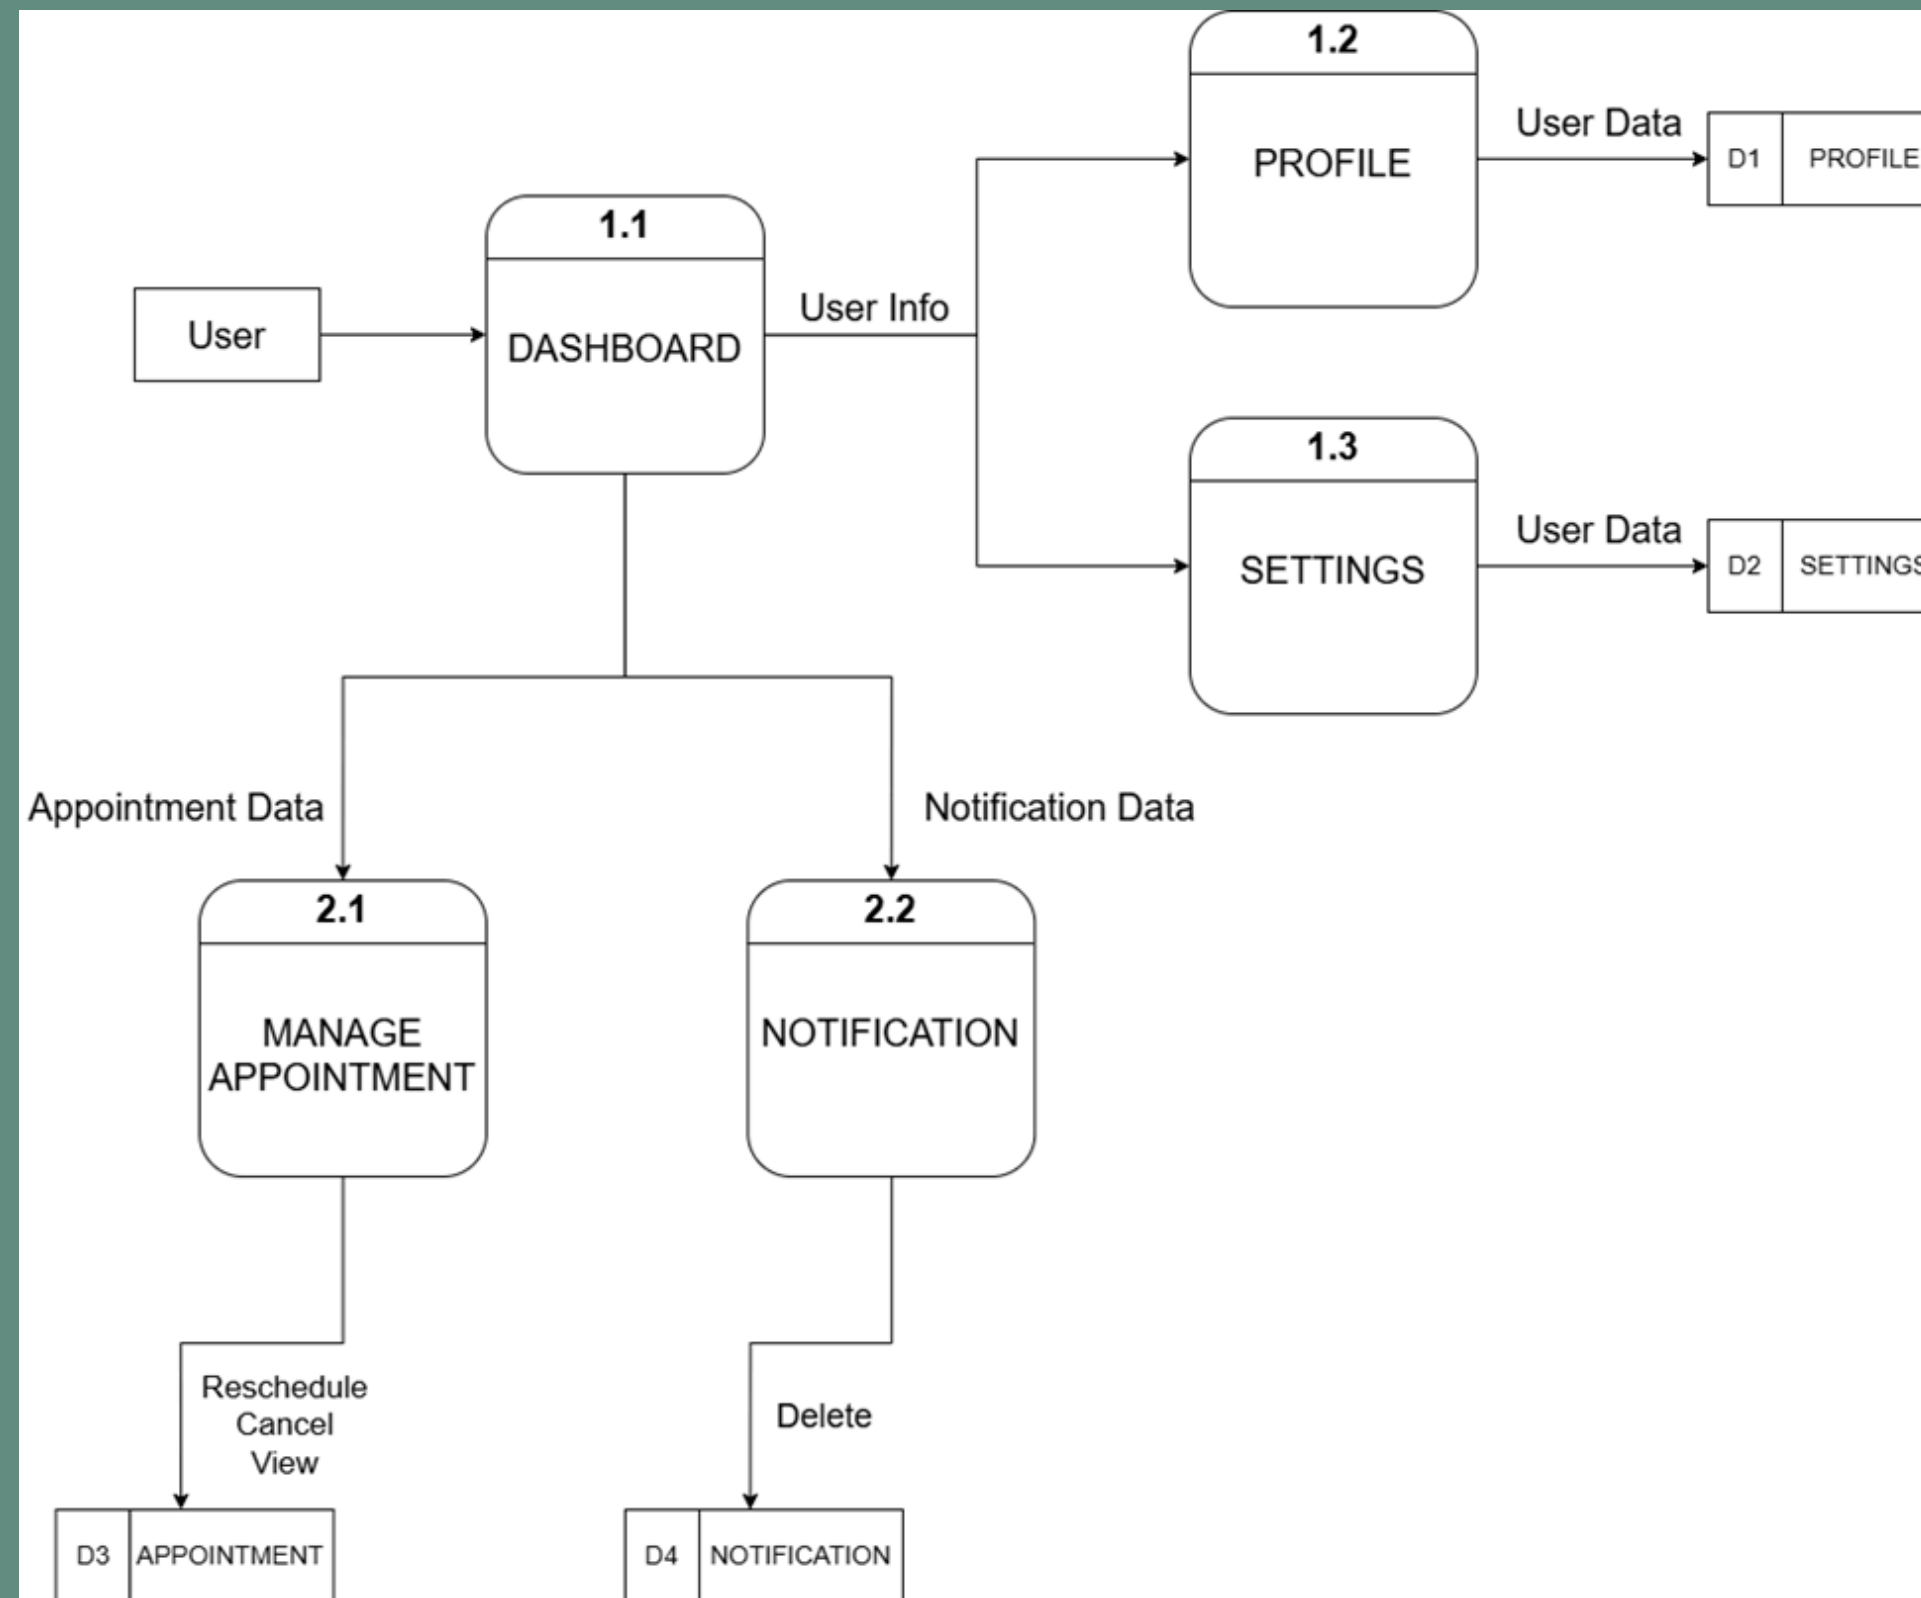 1.2
PROFILE
User Data
D1
PROFILE
1.1
DASHBOARD
User
User Info
1.3
SETTINGS
User Data
D2
SETTINGS
Appointment Data
Notification Data
2.1
MANAGE
APPOINTMENT
2.2
NOTIFICATION
Reschedule
Cancel
View
Delete
D3
APPOINTMENT
D4
NOTIFICATION